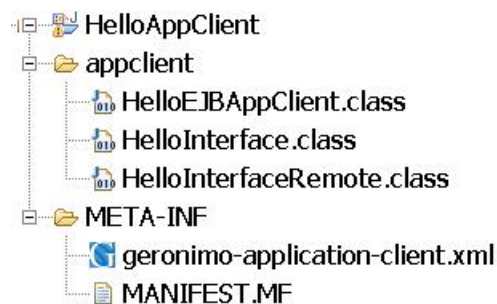 HelloAppClient
appclient
HelloEJBAppClient.class
HelloInterface.class
HelloInterfaceRemote.class
META-INF
geronimo-application-client.xml
MANIFEST.MF